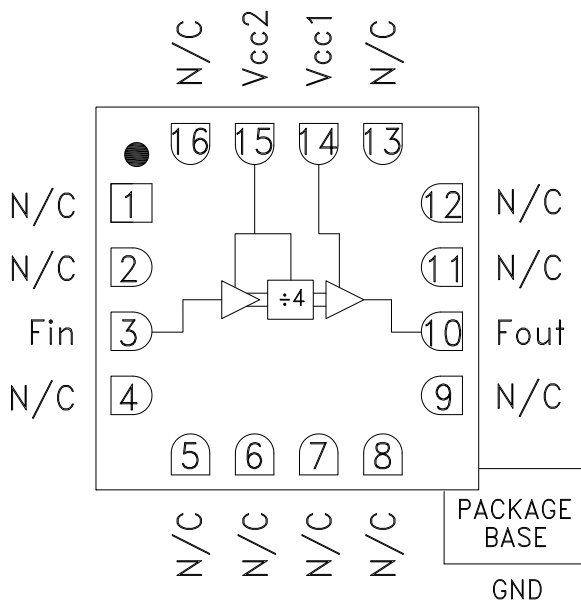 N/C Vcc2 Vcc1 N/C
16 15 14 13
N/C 1 12 N/C
N/C 2 11 N/C
÷4
Fin 3 10 Fout
N/C 4 9 N/C
5 6 7 8
N/C N/C N/C N/C
PACKAGE
BASE
GND